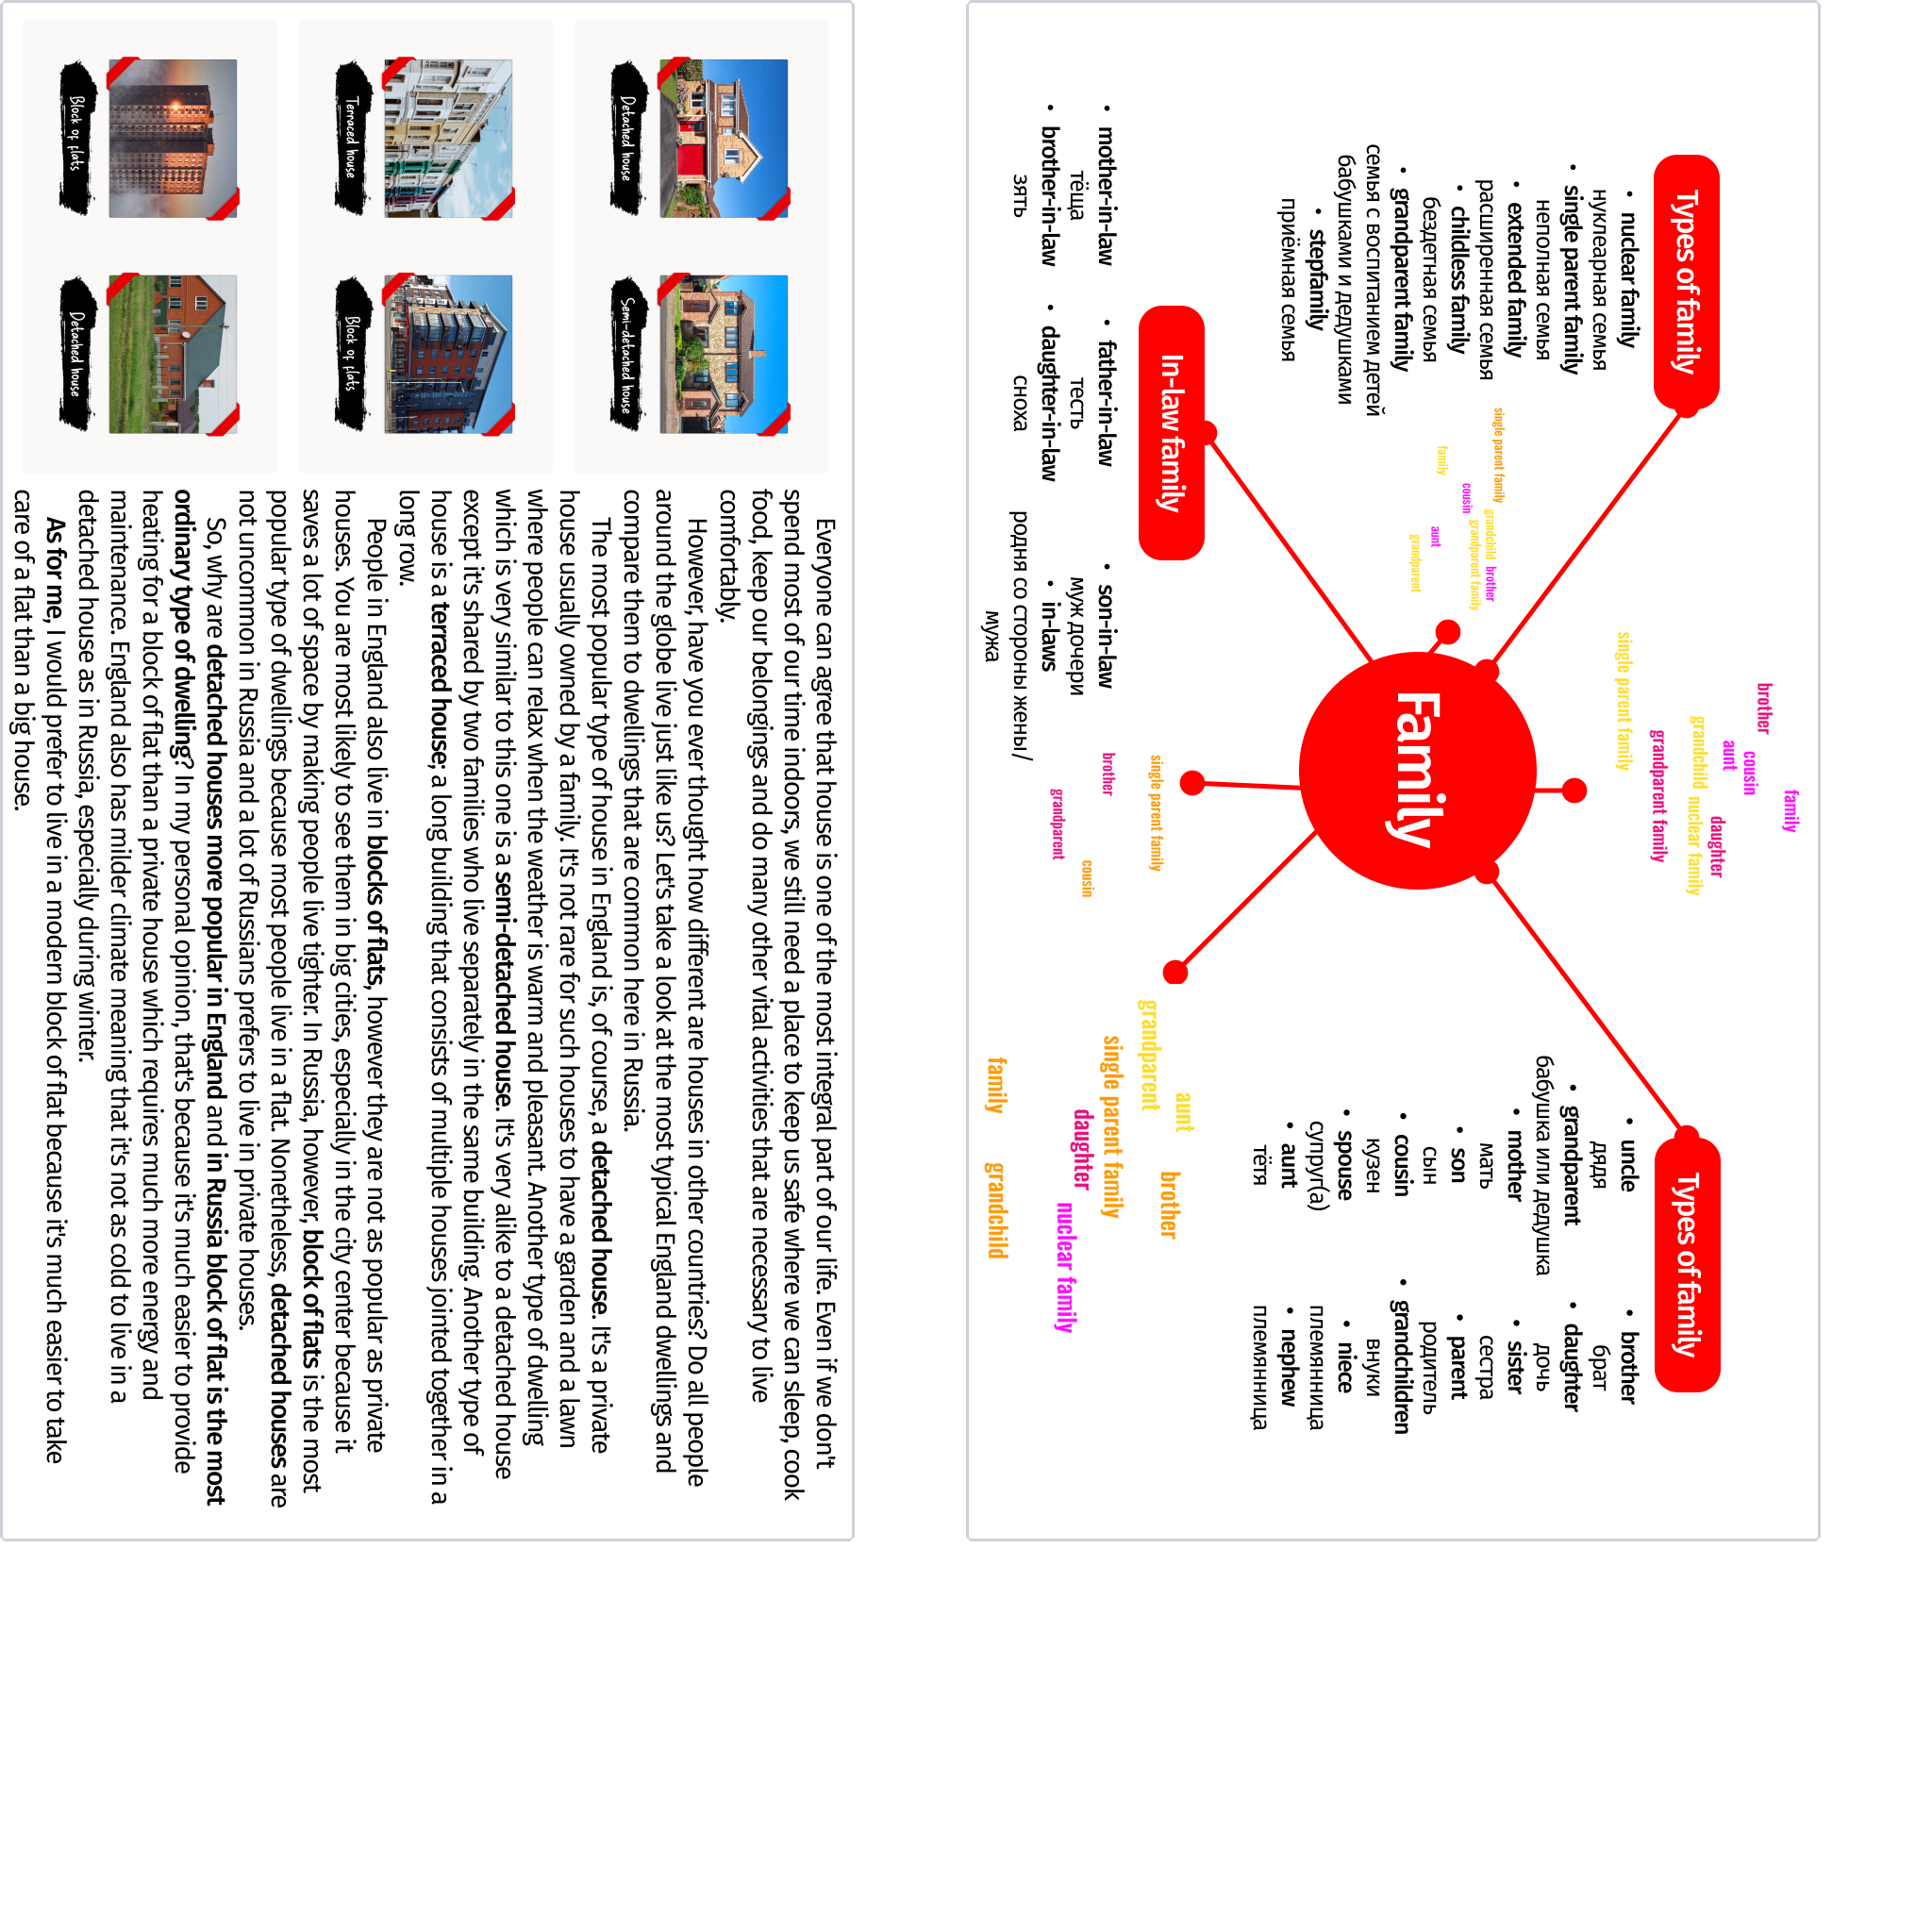 Types of family
• nuclear family
нуклеарная семья
• single parent family
неполная семья
• extended family
расширенная семья
• childless family
бездетная семья
• grandparent family
семья с воспитанием детей
бабушками и дедушками
• stepfamily
приёмная семья
single parent family
grandchild
brother
grandparent family
cousin
family
aunt
grandparent
family
brother
cousin
aunt
daughter
grandchild
nuclear family
grandparent family
single parent family
Family
Types of family
• uncle
дядя
• grandparent
бабушка или дедушка
• mother
мать
• son
сын
• cousin
кузен
• spouse
супруг(а)
• aunt
тётя
• brother
брат
• daughter
дочь
• sister
сестра
• parent
родитель
• grandchildren
внуки
• niece
племянница
• nephew
племянница
In-law family
• mother-in-law
тёща
• brother-in-law
зять
• father-in-law
тесть
• daughter-in-law
сноха
• son-in-law
муж дочери
• in-laws
родня со стороны жены/
мужа
single parent family
brother
cousin
grandparent
aunt
brother
grandparent
single parent family
daughter
nuclear family
family
grandchild
Detached house
Semi-detached house
Terraced house
Block of flats
Block of flats
Detached house
Everyone can agree that house is one of the most integral part of our life. Even if we don't
spend most of our time indoors, we still need a place to keep us safe where we can sleep, cook
food, keep our belongings and do many other vital activities that are necessary to live
comfortably.
However, have you ever thought how different are houses in other countries? Do all people
around the globe live just like us? Let's take a look at the most typical England dwellings and
compare them to dwellings that are common here in Russia.
The most popular type of house in England is, of course, a detached house. It's a private
house usually owned by a family. It's not rare for such houses to have a garden and a lawn
where people can relax when the weather is warm and pleasant. Another type of dwelling
which is very similar to this one is a semi-detached house. It's very alike to a detached house
except it's shared by two families who live separately in the same building. Another type of
house is a terraced house; a long building that consists of multiple houses jointed together in a
long row.
People in England also live in blocks of flats, however they are not as popular as private
houses. You are most likely to see them in big cities, especially in the city center because it
saves a lot of space by making people live tighter. In Russia, however, block of flats is the most
popular type of dwellings because most people live in a flat. Nonetheless, detached houses are
not uncommon in Russia and a lot of Russians prefers to live in private houses.
So, why are detached houses more popular in England and in Russia block of flat is the most
ordinary type of dwelling? In my personal opinion, that's because it's much easier to provide
heating for a block of flat than a private house which requires much more energy and
maintenance. England also has milder climate meaning that it's not as cold to live in a
detached house as in Russia, especially during winter.
As for me, I would prefer to live in a modern block of flat because it's much easier to take
care of a flat than a big house.